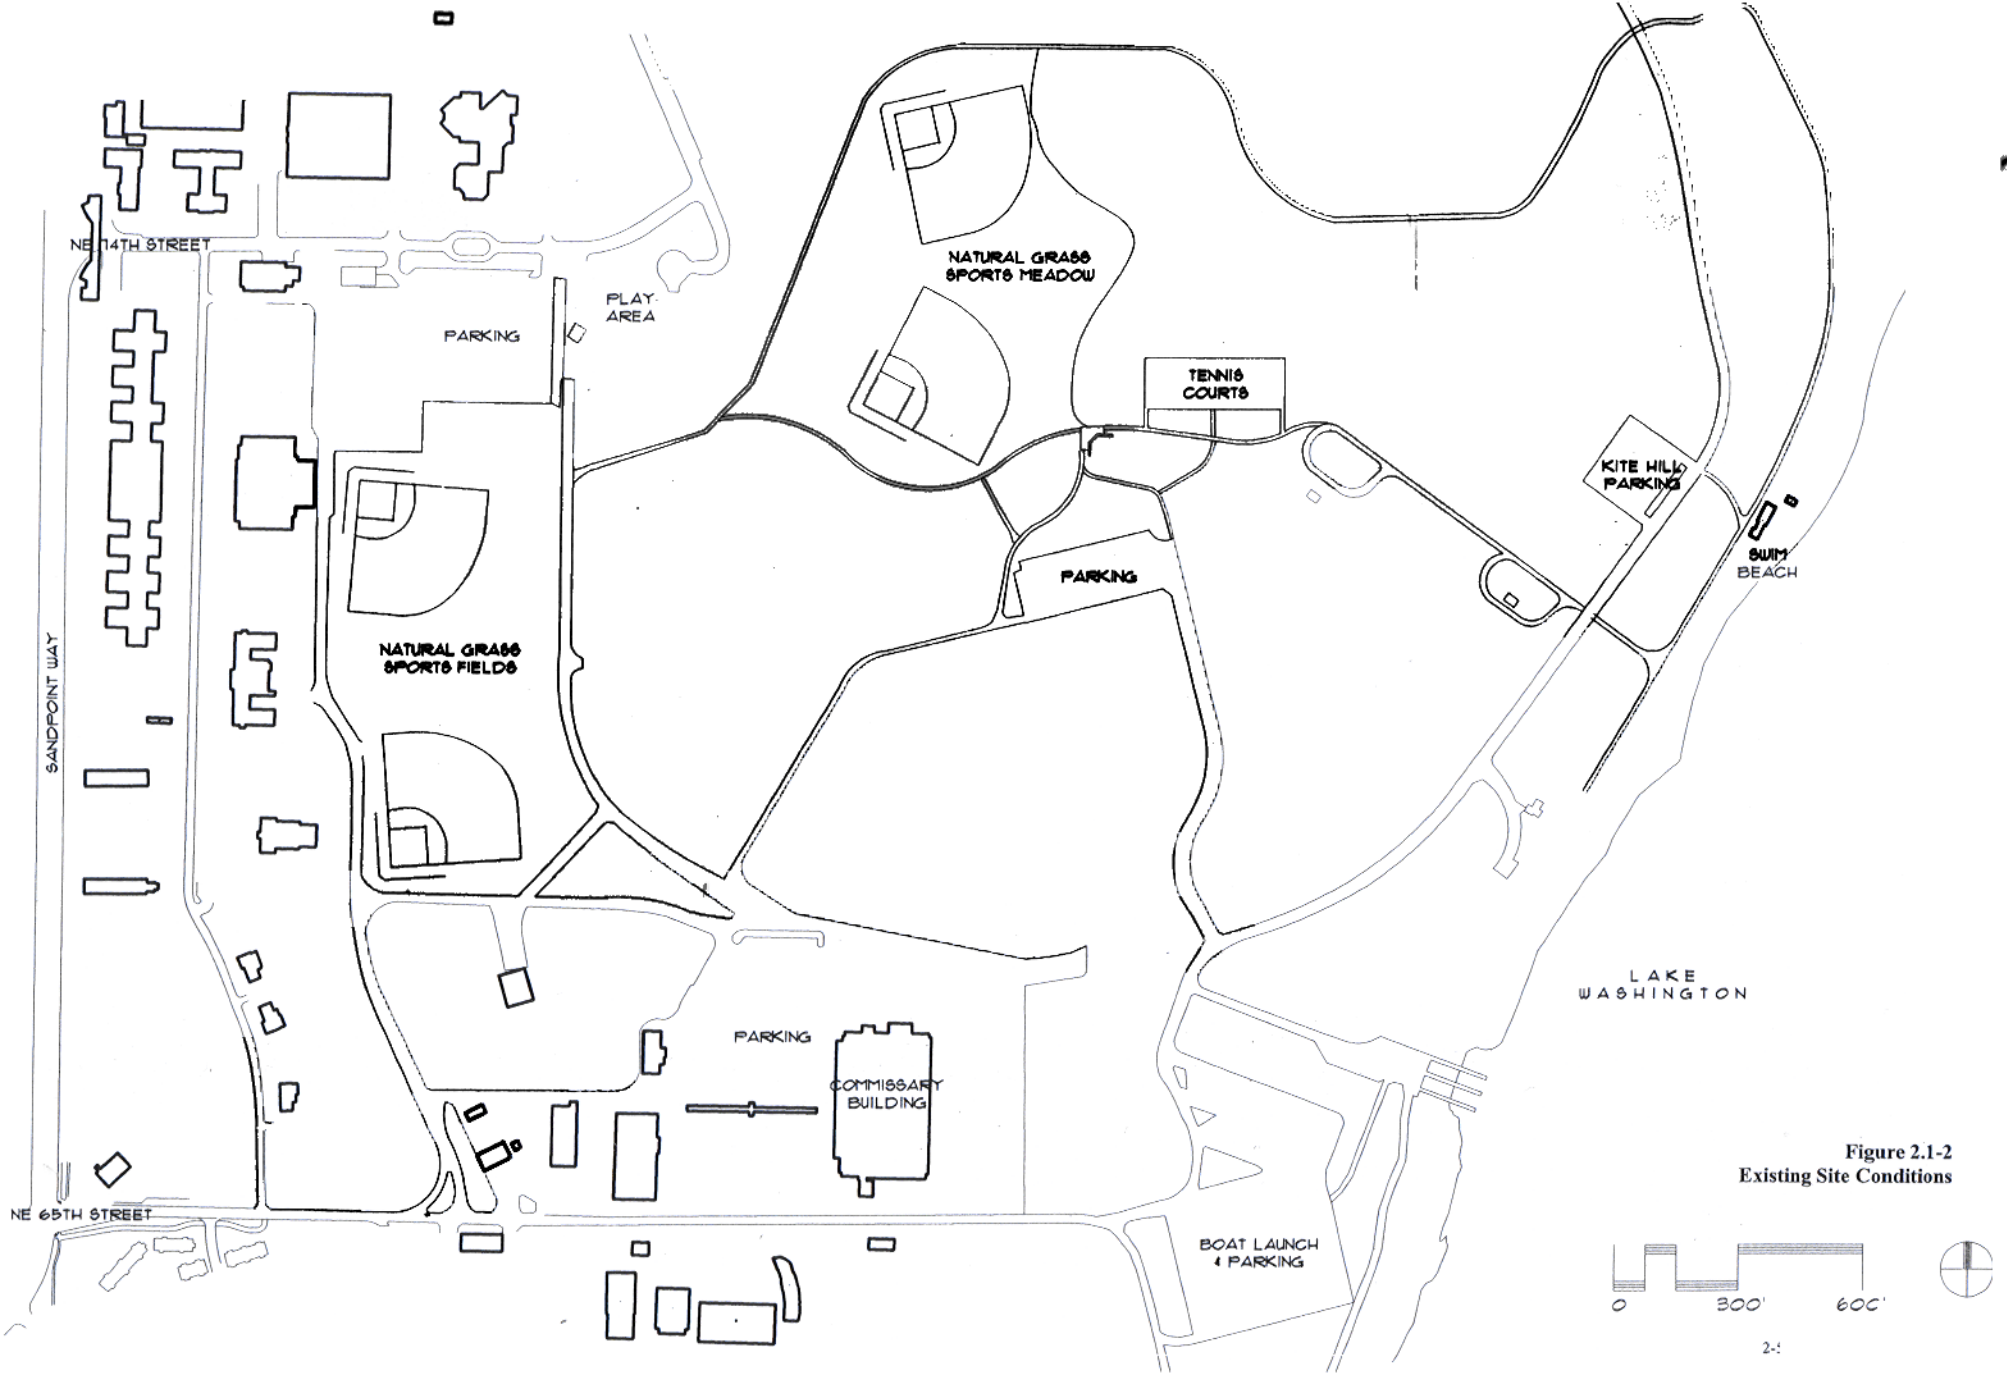 NE 74TH STREET
NATURAL GRASS
SPORTS MEADOW
PLAY
AREA
PARKING
TENNIS
COURTS
KITE HILL
PARKING
SWIM
BEACH
PARKING
NATURAL GRASS
SPORTS FIELDS
SANDPOINT WAY
LAKE
WASHINGTON
PARKING
COMMISSARY
BUILDING
Figure 2.1-2
Existing Site Conditions
NE 65TH STREET
BOAT LAUNCH
& PARKING
0 300' 600'